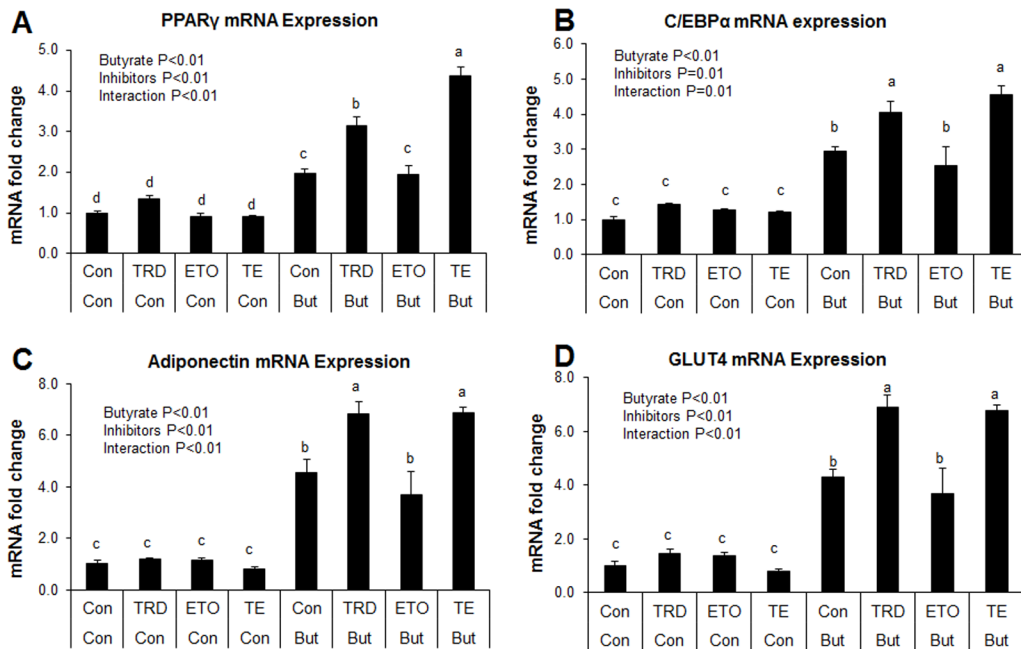 A
PPARγ mRNA Expression
mRNA fold change
5.0
4.0
3.0
2.0
1.0
0.0
Butyrate P<0.01
Inhibitors P<0.01
Interaction P<0.01
d
d
d
d
c
b
c
a
Con TRD ETO TE Con TRD ETO TE
Con Con Con Con But But But But
B
C/EBPα mRNA expression
mRNA fold change
6.0
5.0
4.0
3.0
2.0
1.0
0.0
Butyrate P<0.01
Inhibitors P=0.01
Interaction P=0.01
c
c
c
c
b
a
b
a
Con TRD ETO TE Con TRD ETO TE
Con Con Con Con But But But But
C
Adiponectin mRNA Expression
mRNA fold change
8.0
6.0
4.0
2.0
0.0
Butyrate P<0.01
Inhibitors P<0.01
Interaction P<0.01
c
c
c
c
b
a
b
a
Con TRD ETO TE Con TRD ETO TE
Con Con Con Con But But But But
D
GLUT4 mRNA Expression
mRNA fold change
8.0
6.0
4.0
2.0
0.0
Butyrate P<0.01
Inhibitors P<0.01
Interaction P<0.01
c
c
c
c
b
a
b
a
Con TRD ETO TE Con TRD ETO TE
Con Con Con Con But But But But